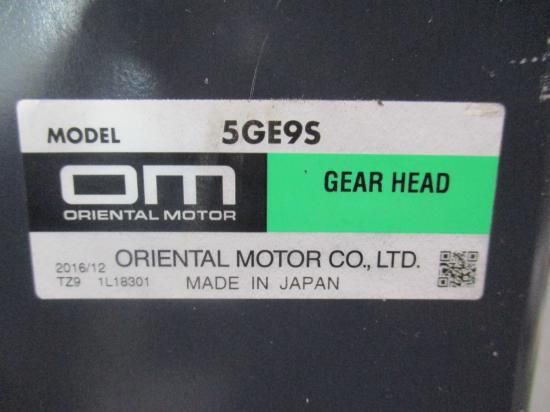 MODEL 5GE9S
OM
ORIENTAL MOTOR
GEAR HEAD
2016/12 ORIENTAL MOTOR CO., LTD.
TZ9 1L18301 MADE IN JAPAN